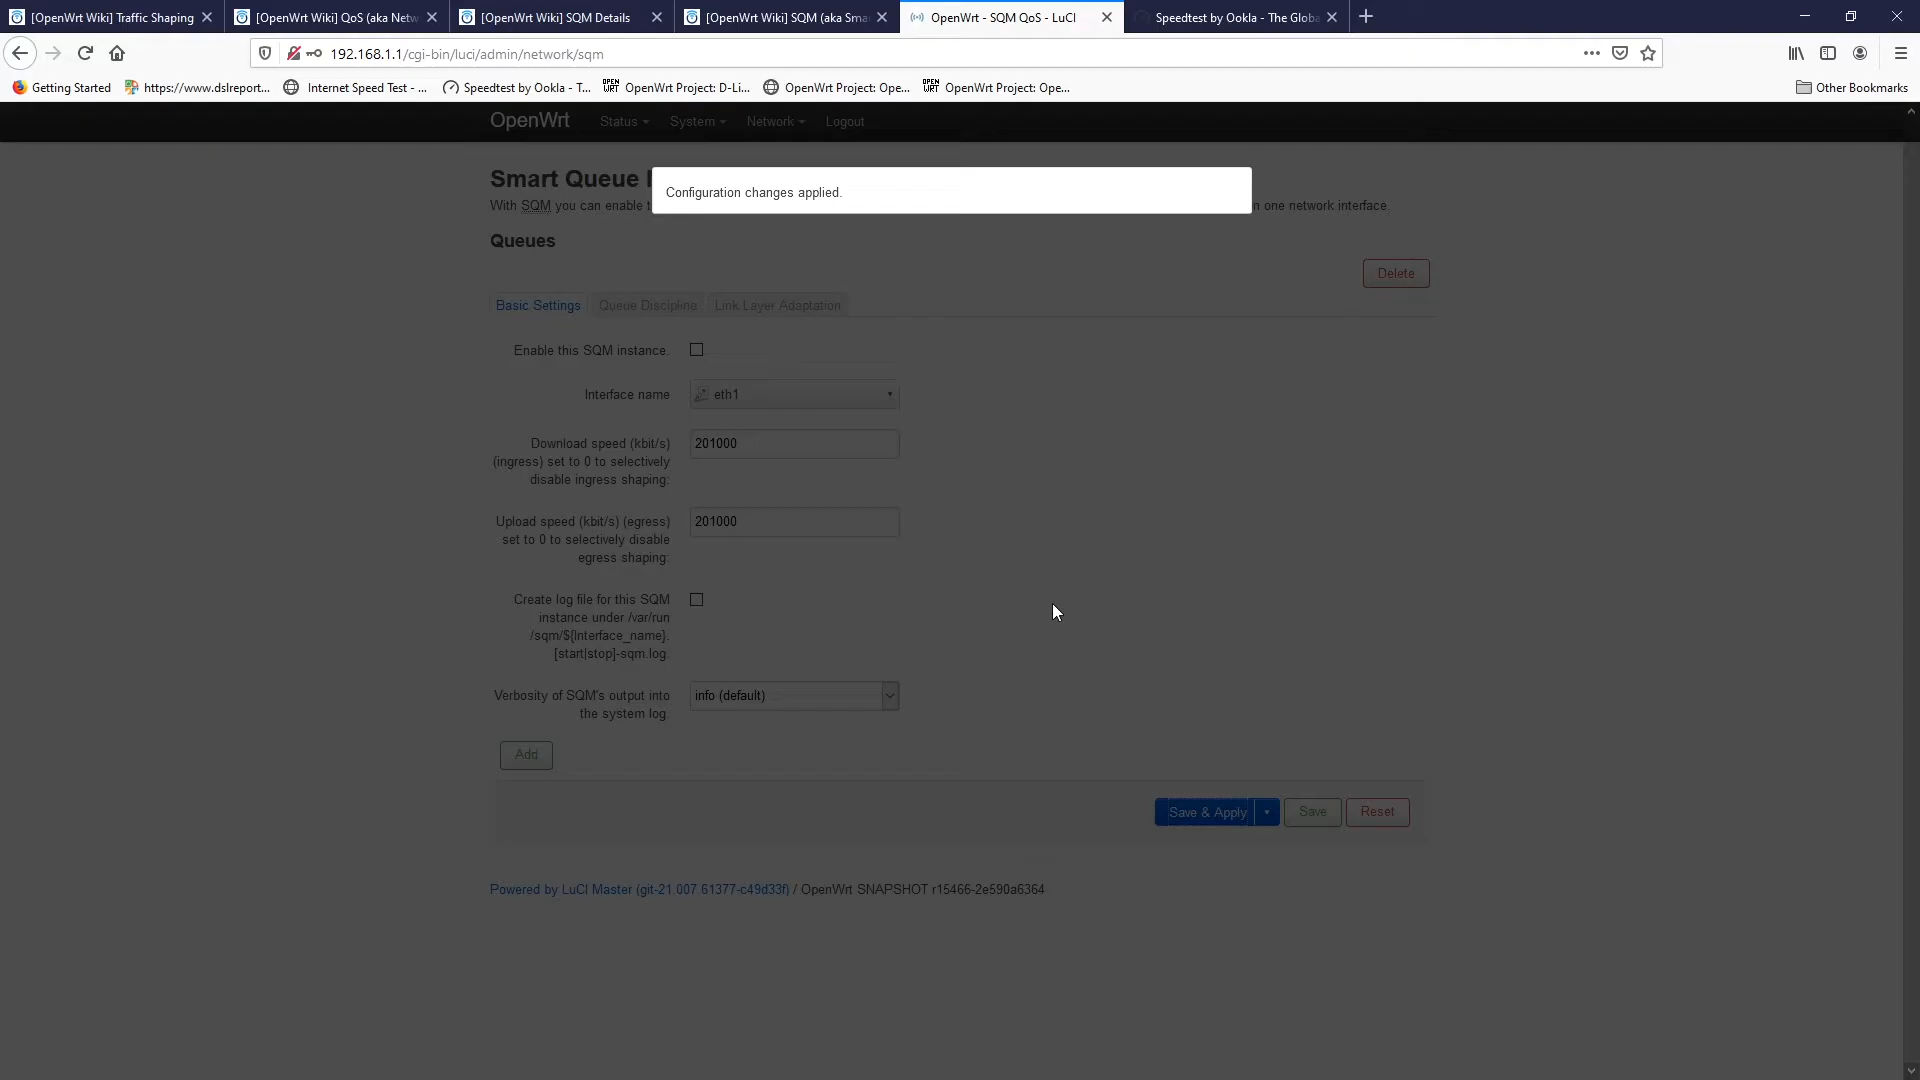 [OpenWrt Wiki] Traffic Shaping
[OpenWrt Wiki] QoS (aka Netw
[OpenWrt Wiki] SQM Details
[OpenWrt Wiki] SQM (aka Sma
OpenWrt - SQM QoS - LuCI
Speedtest by Ookla - The Globa
192.168.1.1/cgi-bin/luci/admin/network/sqm
Getting Started
https://www.dslreport...
Internet Speed Test - ...
Speedtest by Ookla - T...
OPEN WRT
OpenWrt Project: D-Li...
OpenWrt Project: Ope...
OPEN WRT
OpenWrt Project: Ope...
Other Bookmarks
OpenWrt
Status
System
Network
Logout
Smart Queue
Configuration changes applied.
With SQM you can enable
n one network interface.
Queues
Delete
Basic Settings
Queue Discipline
Link Layer Adaptation
Enable this SQM instance.
Interface name
eth1
Download speed (kbit/s)
(ingress) set to 0 to selectively
disable ingress shaping:
201000
Upload speed (kbit/s) (egress)
set to 0 to selectively disable
egress shaping:
201000
Create log file for this SQM
instance under /var/run
/sqm/${Interface_name}.
[start|stop]-sqm.log.
Verbosity of SQM's output into
the system log.
info (default)
Add
Save & Apply
Save
Reset
Powered by LuCI Master (git-21.007.61377-c49d33f) / OpenWrt SNAPSHOT r15466-2e590a6364